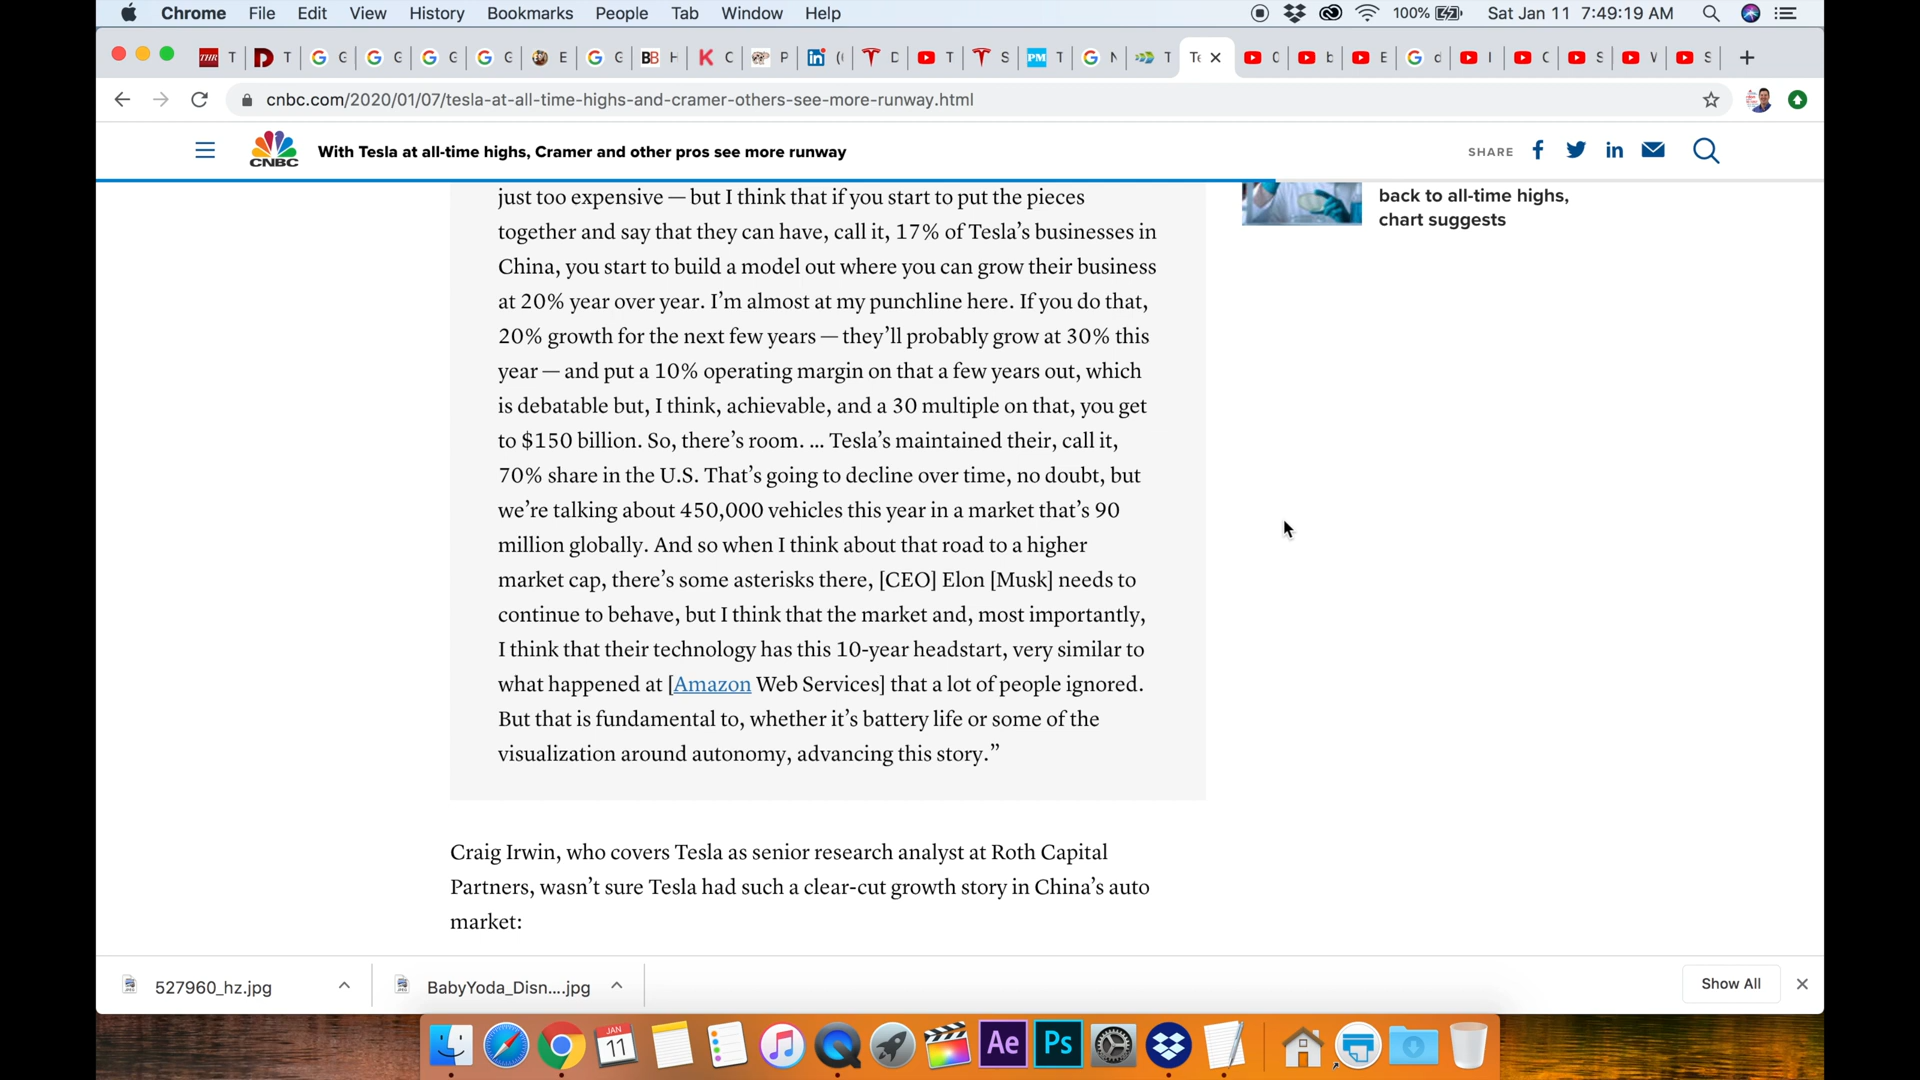 Chrome File Edit View History Bookmarks People Tab Window Help 100% Sat Jan 11 7:49:19 AM
THR T T G G G G E G BB H K C P in ( D T S PM T N T Te C b E d I C S V S
cnbc.com/2020/01/07/tesla-at-all-time-highs-and-cramer-others-see-more-runway.html
CNBC With Tesla at all-time highs, Cramer and other pros see more runway SHARE
just too expensive — but I think that if you start to put the pieces
together and say that they can have, call it, 17% of Tesla's businesses in
China, you start to build a model out where you can grow their business
at 20% year over year. I'm almost at my punchline here. If you do that,
20% growth for the next few years — they'll probably grow at 30% this
year — and put a 10% operating margin on that a few years out, which
is debatable but, I think, achievable, and a 30 multiple on that, you get
to $150 billion. So, there's room. … Tesla's maintained their, call it,
70% share in the U.S. That's going to decline over time, no doubt, but
we're talking about 450,000 vehicles this year in a market that's 90
million globally. And so when I think about that road to a higher
market cap, there's some asterisks there, [CEO] Elon [Musk] needs to
continue to behave, but I think that the market and, most importantly,
I think that their technology has this 10-year headstart, very similar to
what happened at [Amazon Web Services] that a lot of people ignored.
But that is fundamental to, whether it's battery life or some of the
visualization around autonomy, advancing this story.”
back to all-time highs,
chart suggests
Craig Irwin, who covers Tesla as senior research analyst at Roth Capital
Partners, wasn't sure Tesla had such a clear-cut growth story in China's auto
market:
527960_hz.jpg BabyYoda_Disn....jpg Show All
JAN
11
Ae Ps